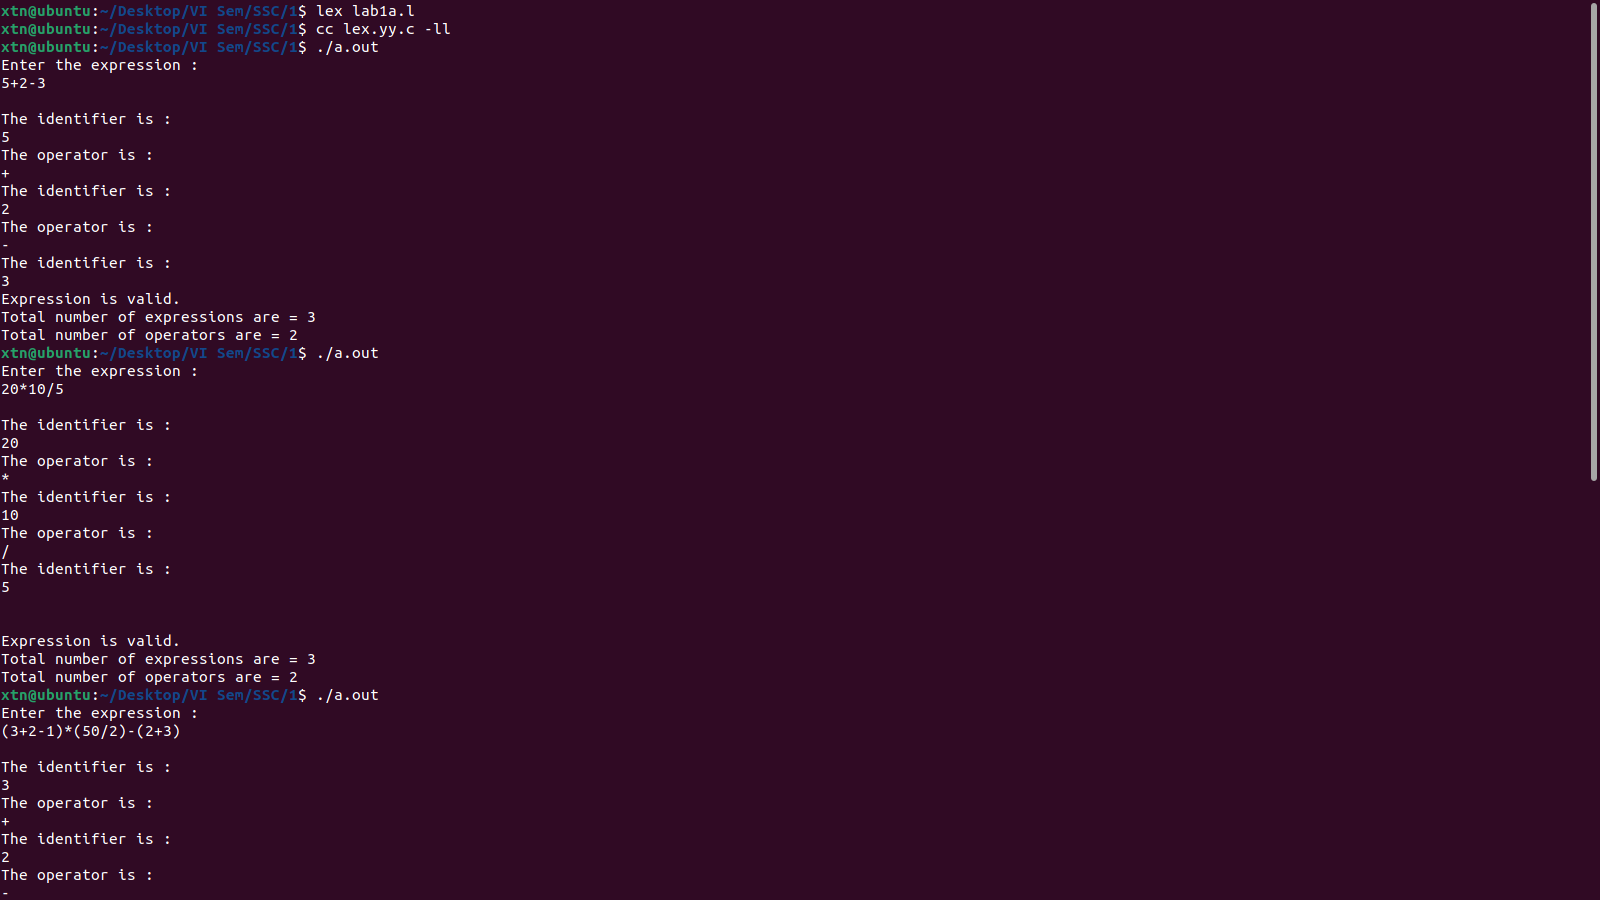 xtn@ubuntu:~/Desktop/VI Sem/SSC/1$ lex lab1a.l
xtn@ubuntu:~/Desktop/VI Sem/SSC/1$ cc lex.yy.c -ll
xtn@ubuntu:~/Desktop/VI Sem/SSC/1$ ./a.out
Enter the expression :
5+2-3
The identifier is :
5
The operator is :
+
The identifier is :
2
The operator is :
-
The identifier is :
3
Expression is valid.
Total number of expressions are = 3
Total number of operators are = 2
xtn@ubuntu:~/Desktop/VI Sem/SSC/1$ ./a.out
Enter the expression :
20*10/5
The identifier is :
20
The operator is :
*
The identifier is :
10
The operator is :
/
The identifier is :
5
Expression is valid.
Total number of expressions are = 3
Total number of operators are = 2
xtn@ubuntu:~/Desktop/VI Sem/SSC/1$ ./a.out
Enter the expression :
(3+2-1)*(50/2)-(2+3)
The identifier is :
3
The operator is :
+
The identifier is :
2
The operator is :
-